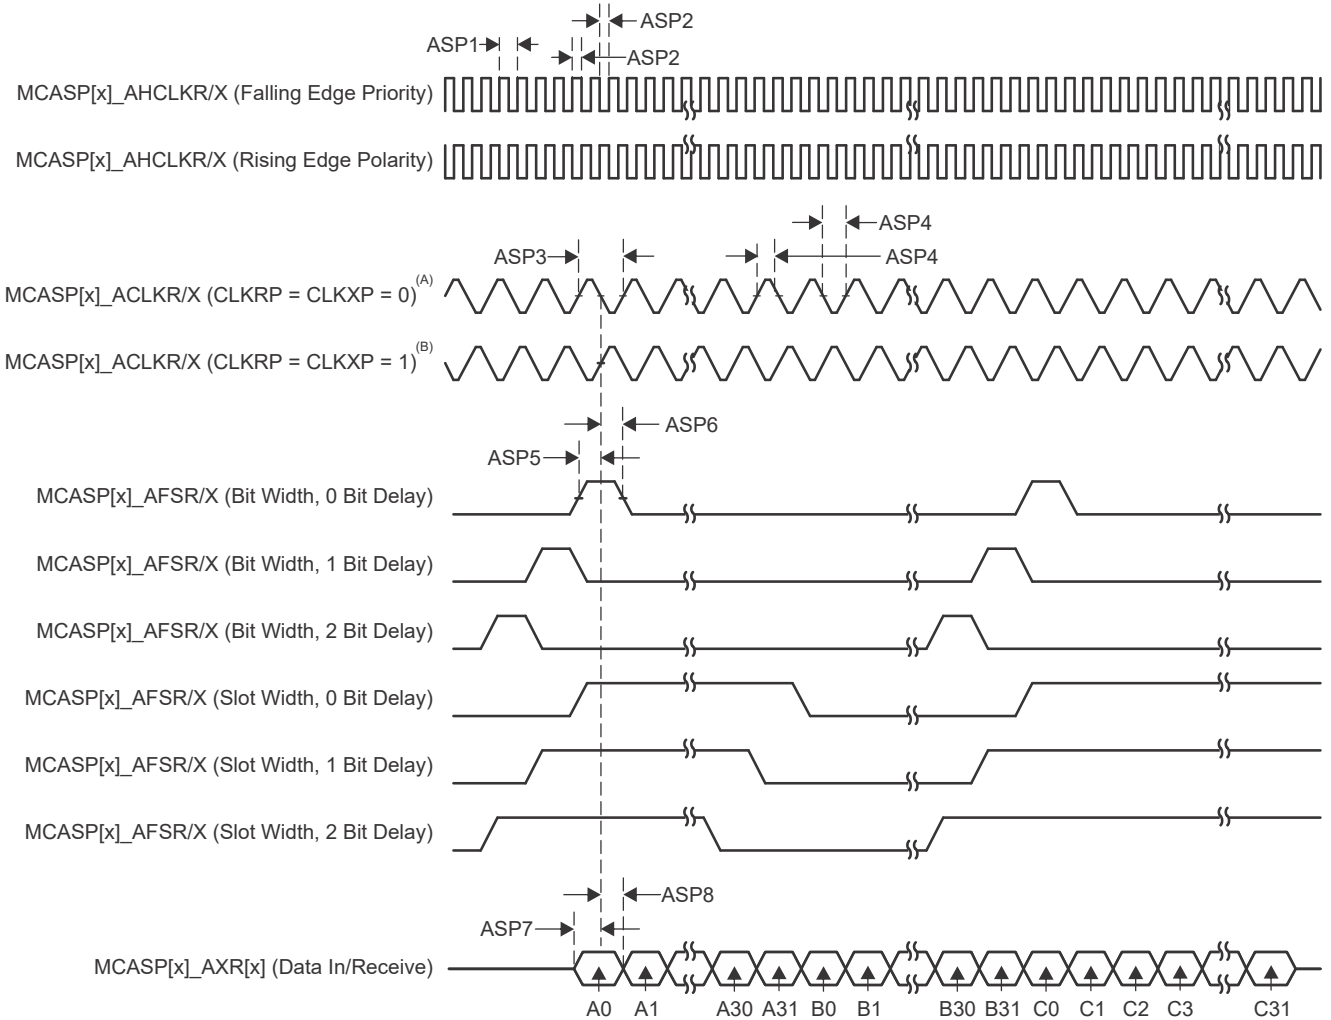 ASP2
ASP1
ASP2
MCASP[x]_AHCLKR/X (Falling Edge Priority)
MCASP[x]_AHCLKR/X (Rising Edge Polarity)
ASP4
ASP3
ASP4
MCASP[x]_ACLKR/X (CLKRP = CLKXP = 0)(A)
MCASP[x]_ACLKR/X (CLKRP = CLKXP = 1)(B)
ASP6
ASP5
MCASP[x]_AFSR/X (Bit Width, 0 Bit Delay)
MCASP[x]_AFSR/X (Bit Width, 1 Bit Delay)
MCASP[x]_AFSR/X (Bit Width, 2 Bit Delay)
MCASP[x]_AFSR/X (Slot Width, 0 Bit Delay)
MCASP[x]_AFSR/X (Slot Width, 1 Bit Delay)
MCASP[x]_AFSR/X (Slot Width, 2 Bit Delay)
ASP8
ASP7
MCASP[x]_AXR[x] (Data In/Receive)
A0 A1 A30 A31 B0 B1 B30 B31 C0 C1 C2 C3 C31